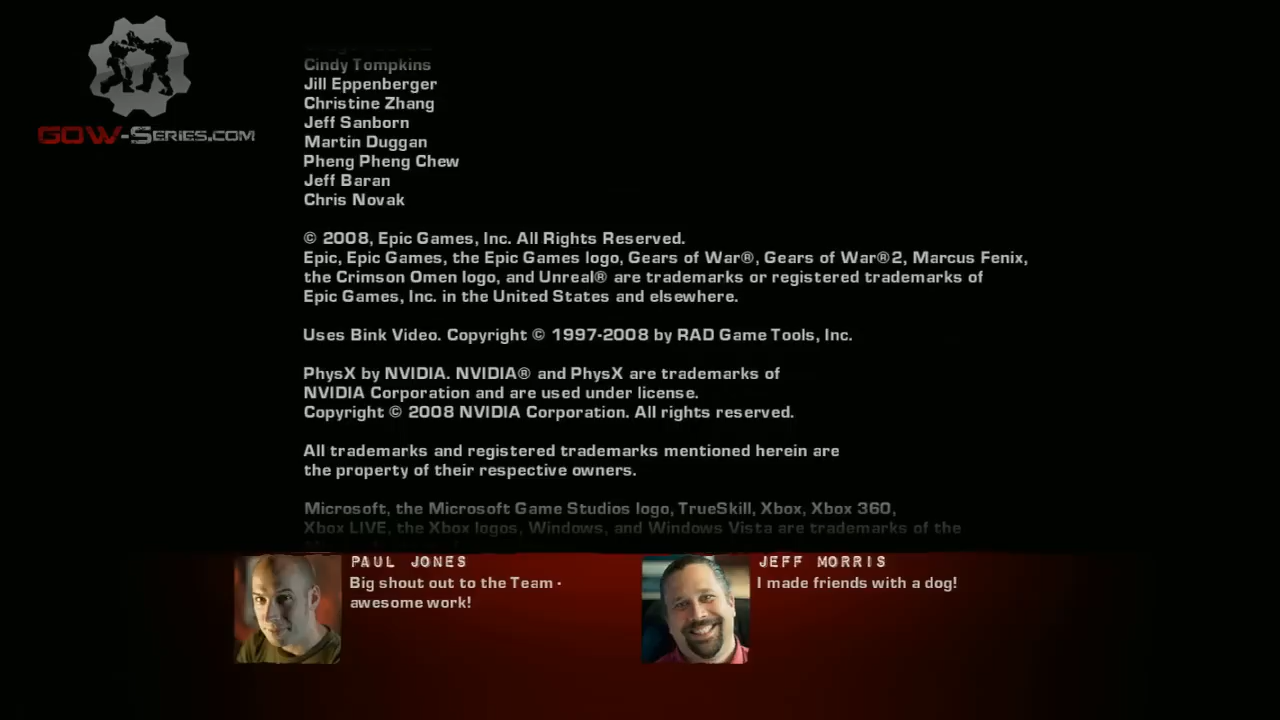 GOW-SERIES.COM
Cindy Tompkins
Jill Eppenberger
Christine Zhang
Jeff Sanborn
Martin Duggan
Pheng Pheng Chew
Jeff Baran
Chris Novak
© 2008, Epic Games, Inc. All Rights Reserved.
Epic, Epic Games, the Epic Games logo, Gears of War®, Gears of War®2, Marcus Fenix,
the Crimson Omen logo, and Unreal® are trademarks or registered trademarks of
Epic Games, Inc. in the United States and elsewhere.
Uses Bink Video. Copyright © 1997-2008 by RAD Game Tools, Inc.
PhysX by NVIDIA. NVIDIA® and PhysX are trademarks of
NVIDIA Corporation and are used under license.
Copyright © 2008 NVIDIA Corporation. All rights reserved.
All trademarks and registered trademarks mentioned herein are
the property of their respective owners.
Microsoft, the Microsoft Game Studios logo, TrueSkill, Xbox, Xbox 360,
Xbox LIVE, the Xbox logos, Windows, and Windows Vista are trademarks of the
PAUL JONES
Big shout out to the Team -
awesome work!
JEFF MORRIS
I made friends with a dog!